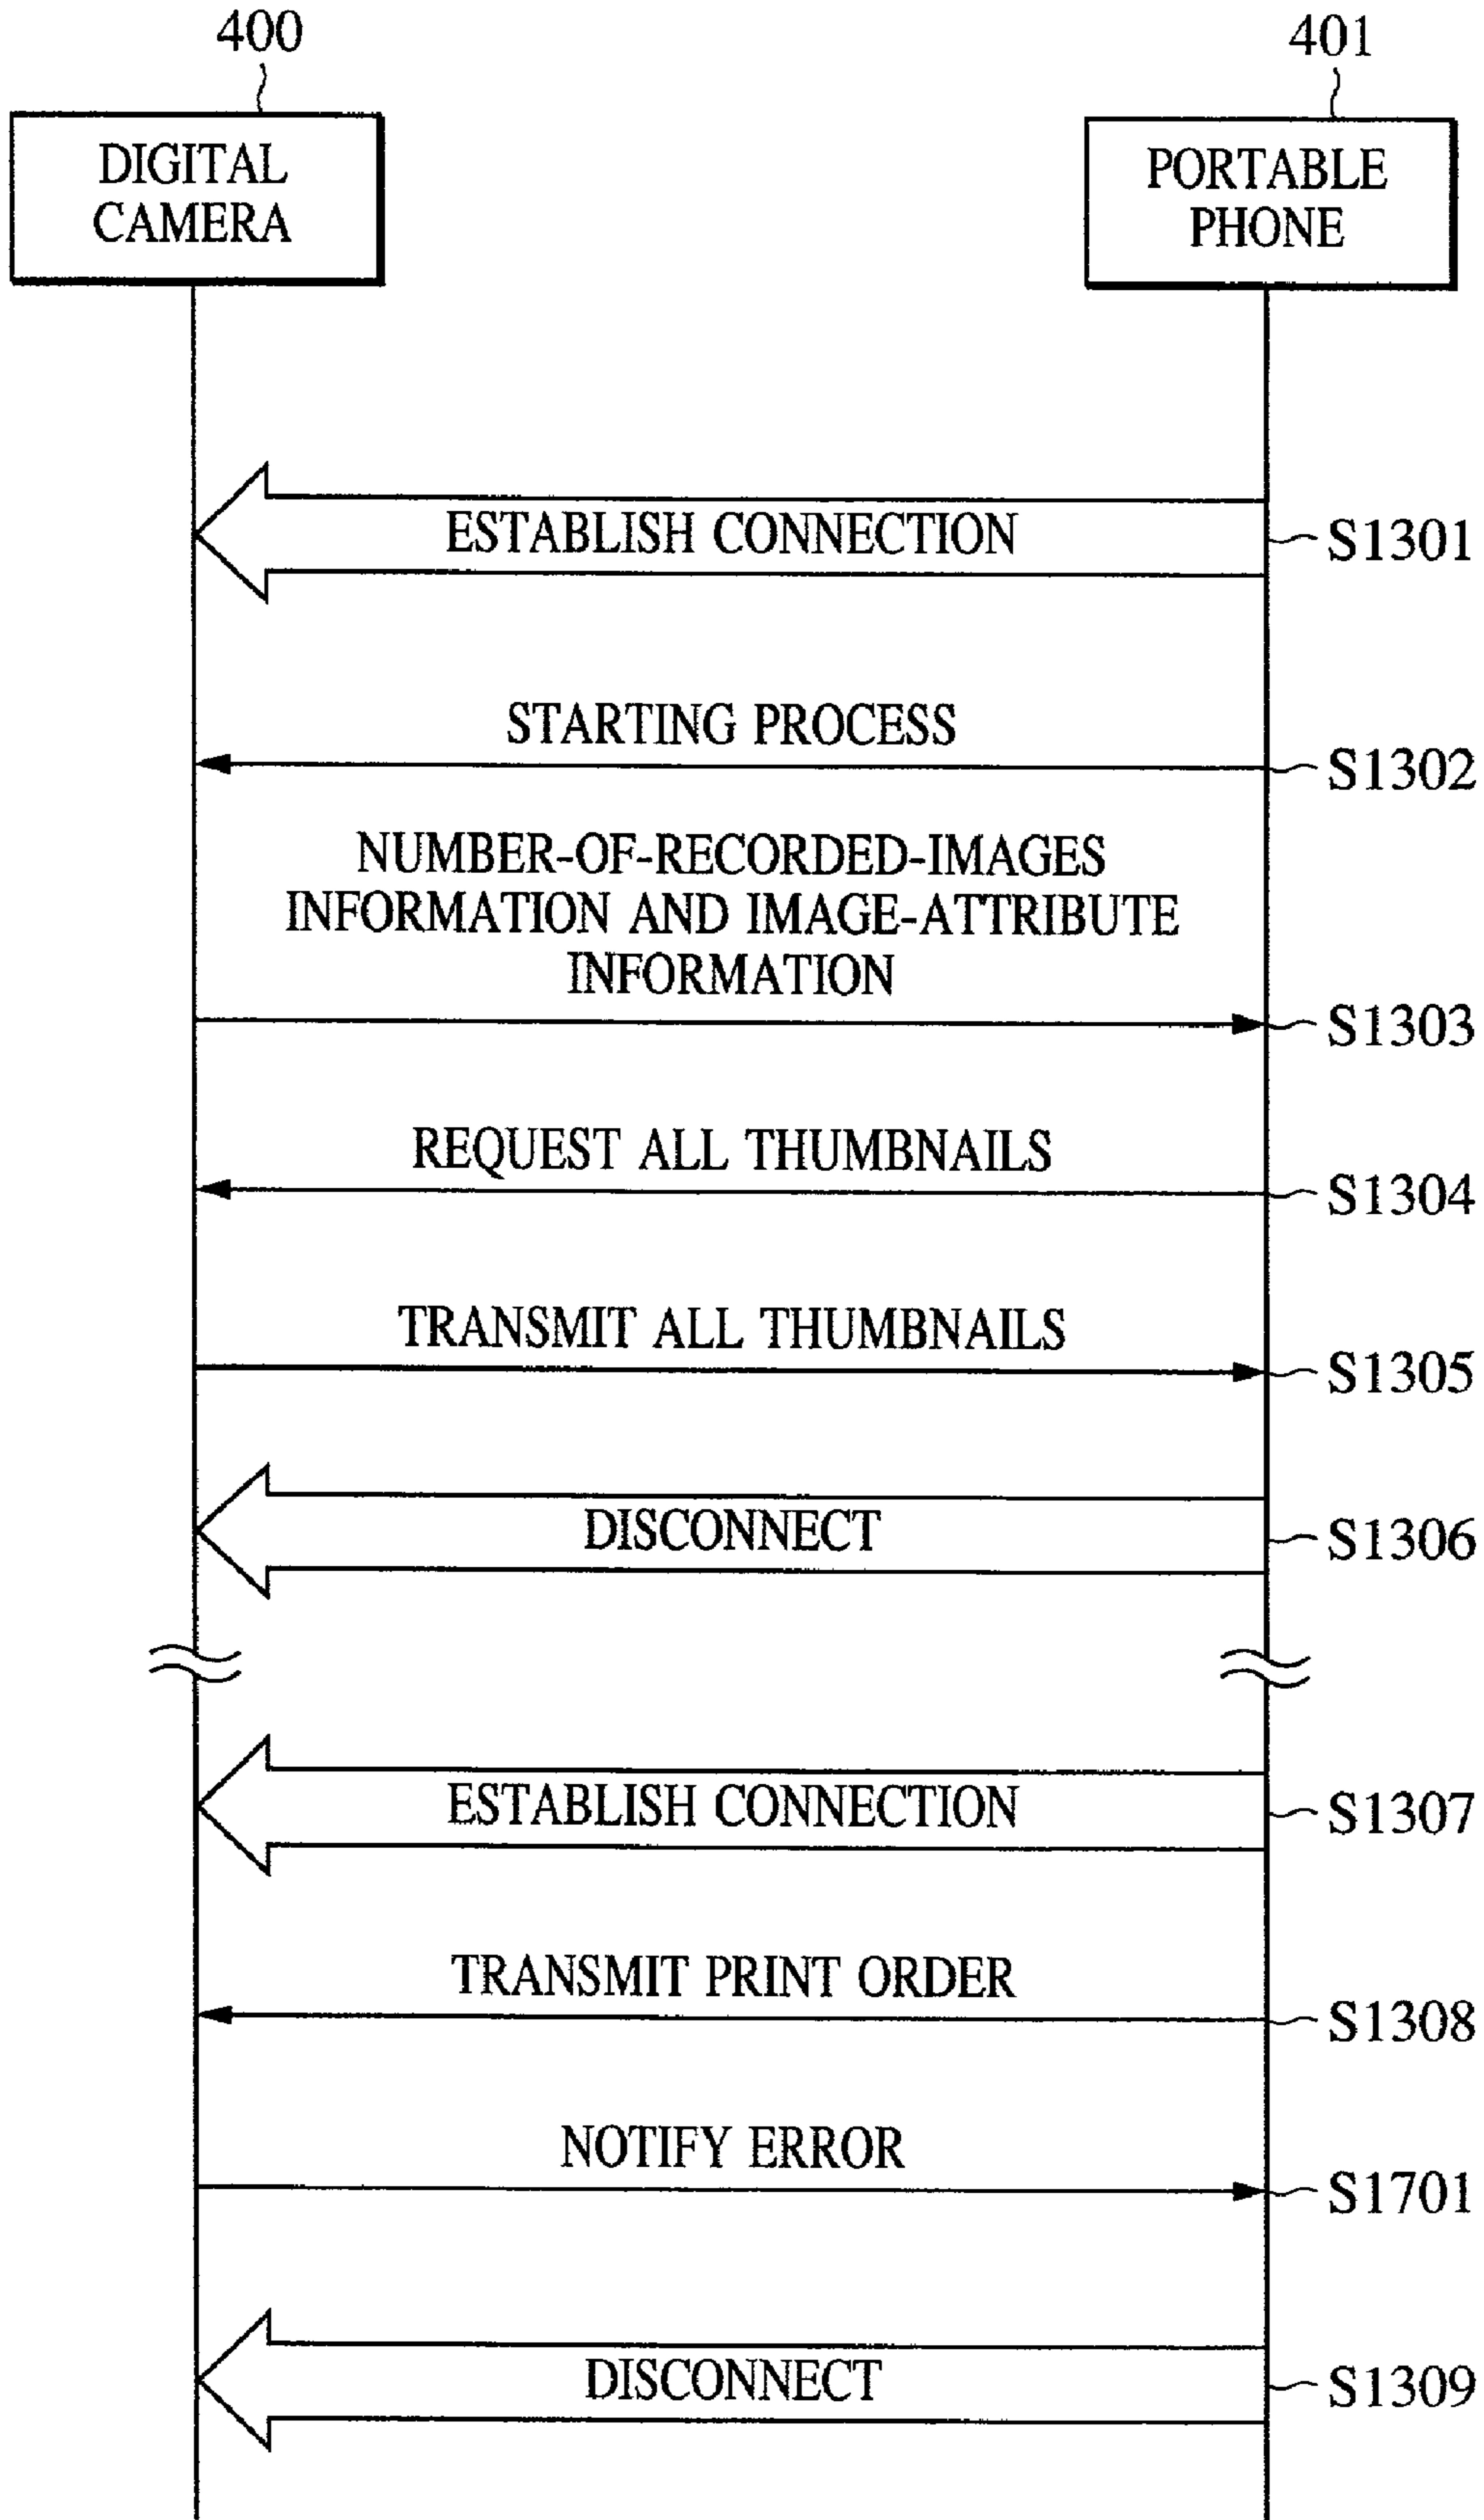 400
401
DIGITAL
CAMERA
PORTABLE
PHONE
ESTABLISH CONNECTION
S1301
STARTING PROCESS
S1302
NUMBER-OF-RECORDED-IMAGES
INFORMATION AND IMAGE-ATTRIBUTE
INFORMATION
S1303
REQUEST ALL THUMBNAILS
S1304
TRANSMIT ALL THUMBNAILS
S1305
DISCONNECT
S1306
ESTABLISH CONNECTION
S1307
TRANSMIT PRINT ORDER
S1308
NOTIFY ERROR
S1701
DISCONNECT
S1309